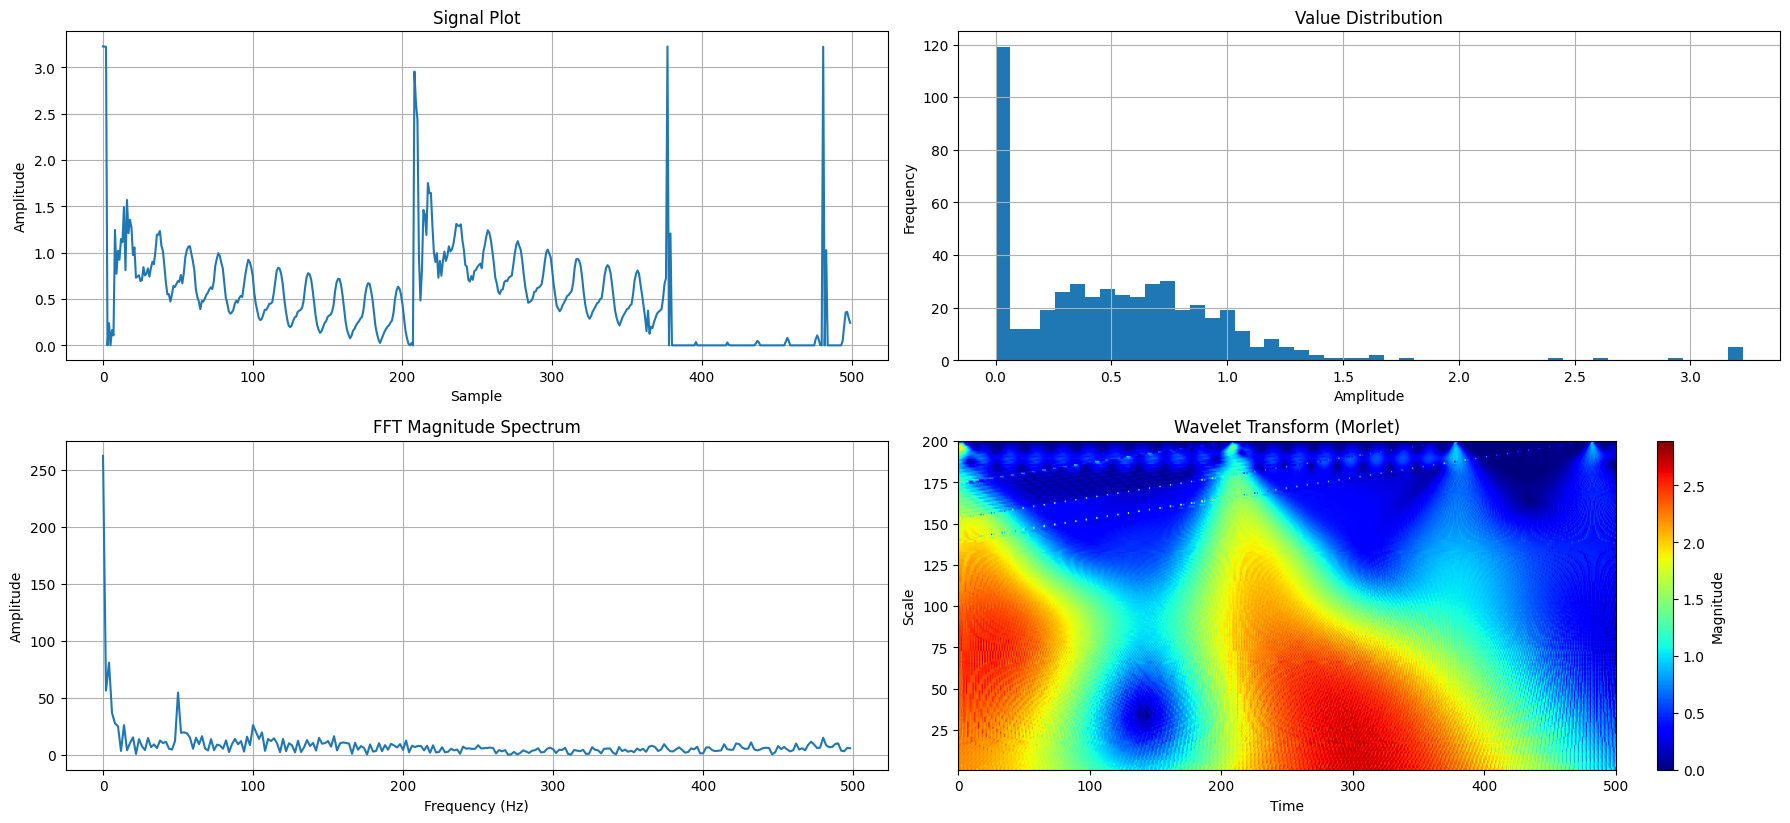 Signal Plot
Amplitude
3.0
2.5
2.0
1.5
1.0
0.5
0.0
0 100 200 300 400 500
Sample
Value Distribution
Frequency
120
100
80
60
40
20
0
0.0 0.5 1.0 1.5 2.0 2.5 3.0
Amplitude
FFT Magnitude Spectrum
Amplitude
250
200
150
100
50
0
0 100 200 300 400 500
Frequency (Hz)
Wavelet Transform (Morlet)
Scale
200
175
150
125
100
75
50
25
0 100 200 300 400 500
Time
2.5
2.0
1.5
1.0
0.5
0.0
Magnitude